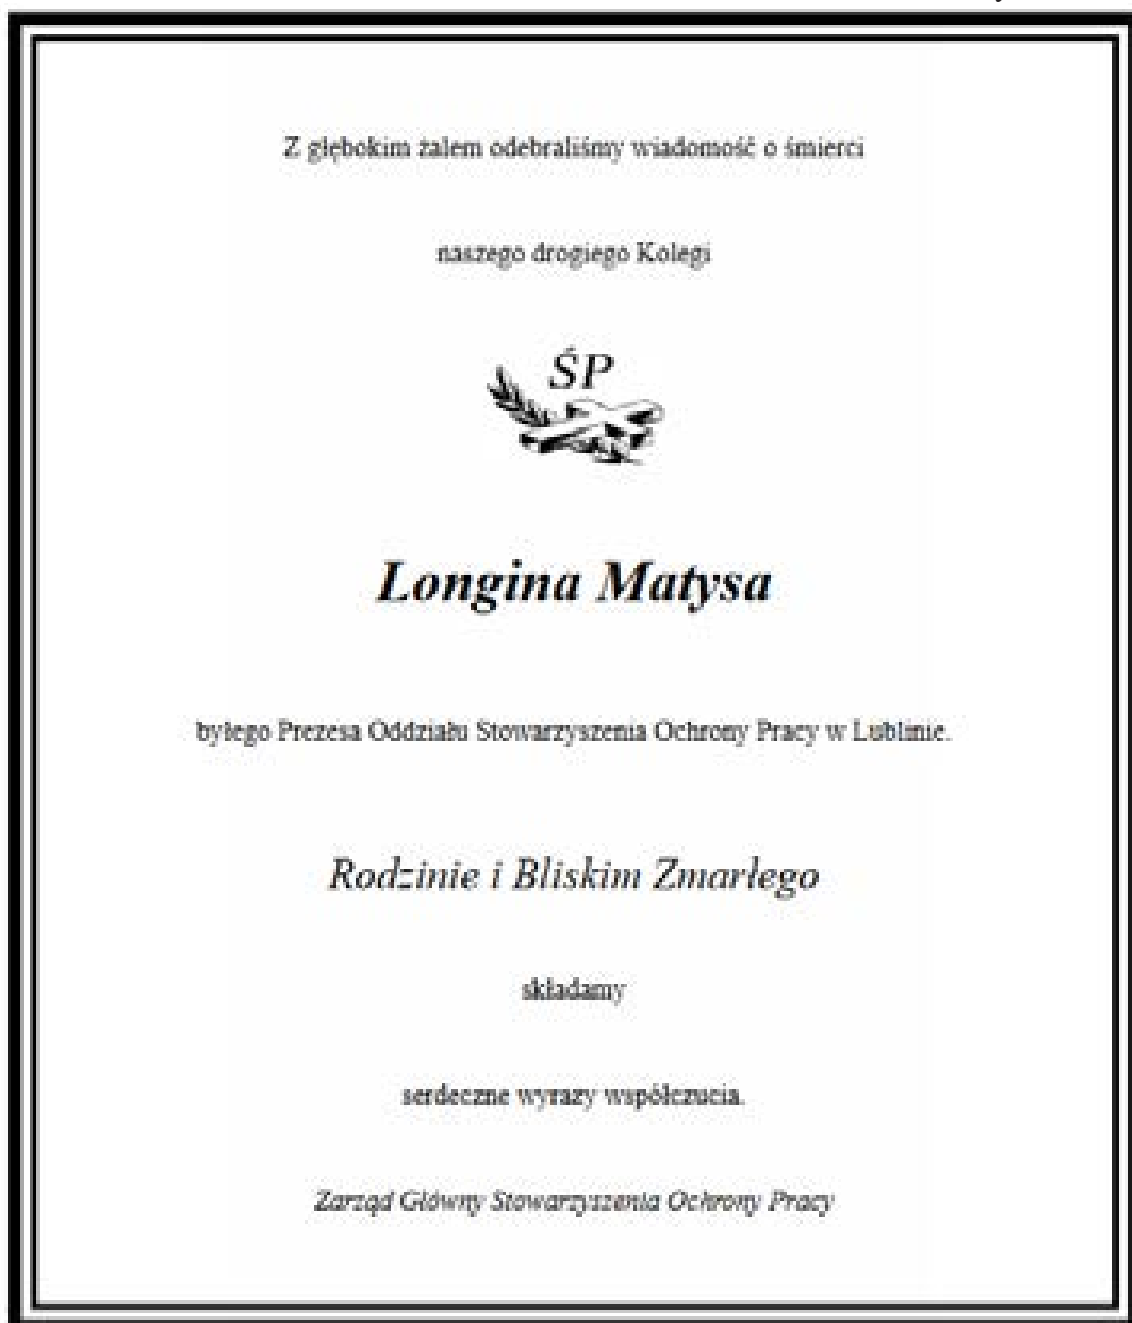 Z głębokim żalem odebraliśmy wiadomość o śmierci
naszego drogiego Kolegi
ŚP
Longina Matysa
byłego Prezesa Oddziału Stowarzyszenia Ochrony Pracy w Lublinie.
Rodzinie i Bliskim Zmarłego
składamy
serdeczne wyrazy współczucia.
Zarząd Główny Stowarzyszenia Ochrony Pracy